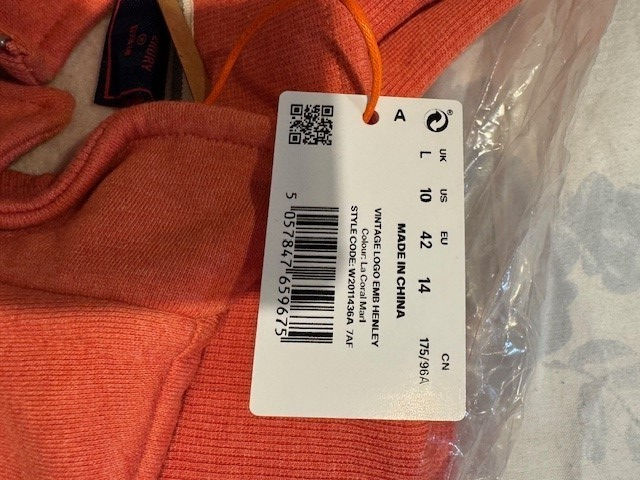 UK US EU CN
L 10 42 14 175/96A
A
MADE IN CHINA
VINTAGE LOGO EMB HENLEY
Colour: La Coral Marl
STYLE CODE: W2011436A 7AF
5 057847 659675